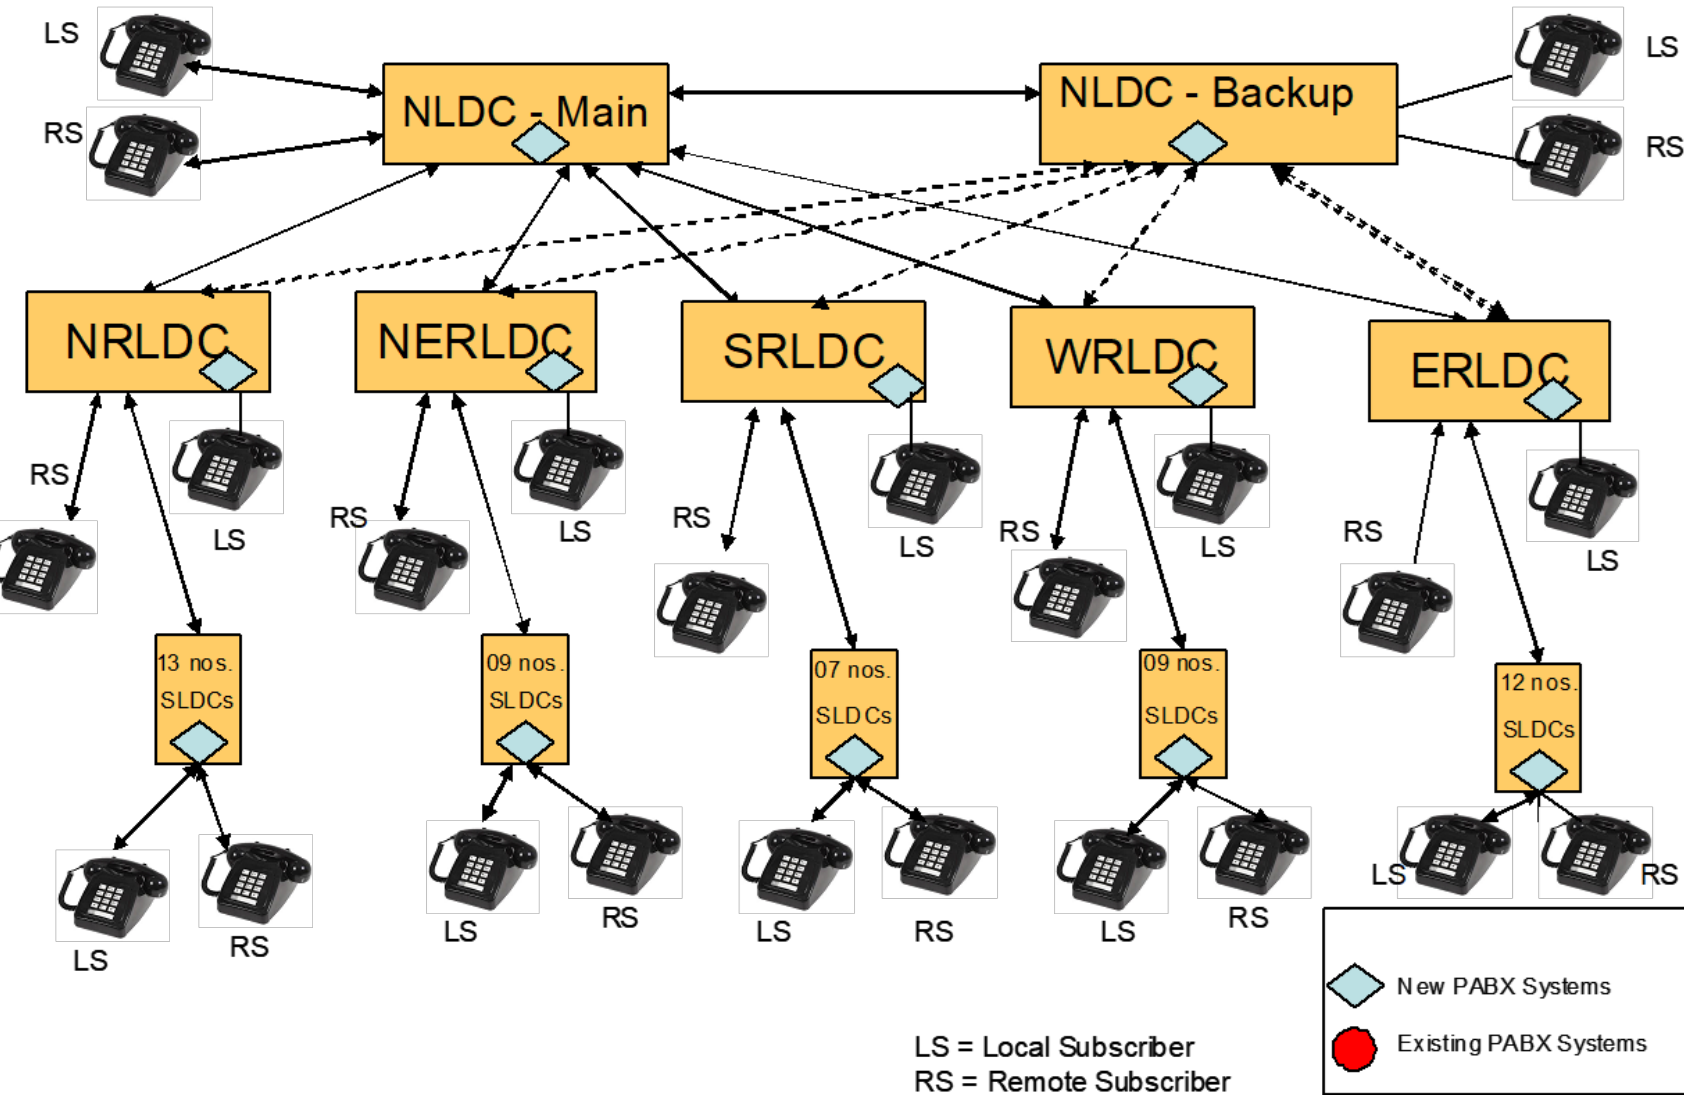 LS
LS
NLDC - Main
NLDC - Backup
RS
RS
NRLDC
NERLDC
SRLDC
WRLDC
ERLDC
RS
LS
RS
LS
RS
LS
RS
LS
RS
LS
13 nos.
SLDCs
09 nos.
SLDCs
07 nos.
SLDCs
09 nos.
SLDCs
12 nos.
SLDCs
LS
RS
LS
RS
LS
RS
LS
RS
LS
RS
New PABX Systems
Existing PABX Systems
LS = Local Subscriber
RS = Remote Subscriber